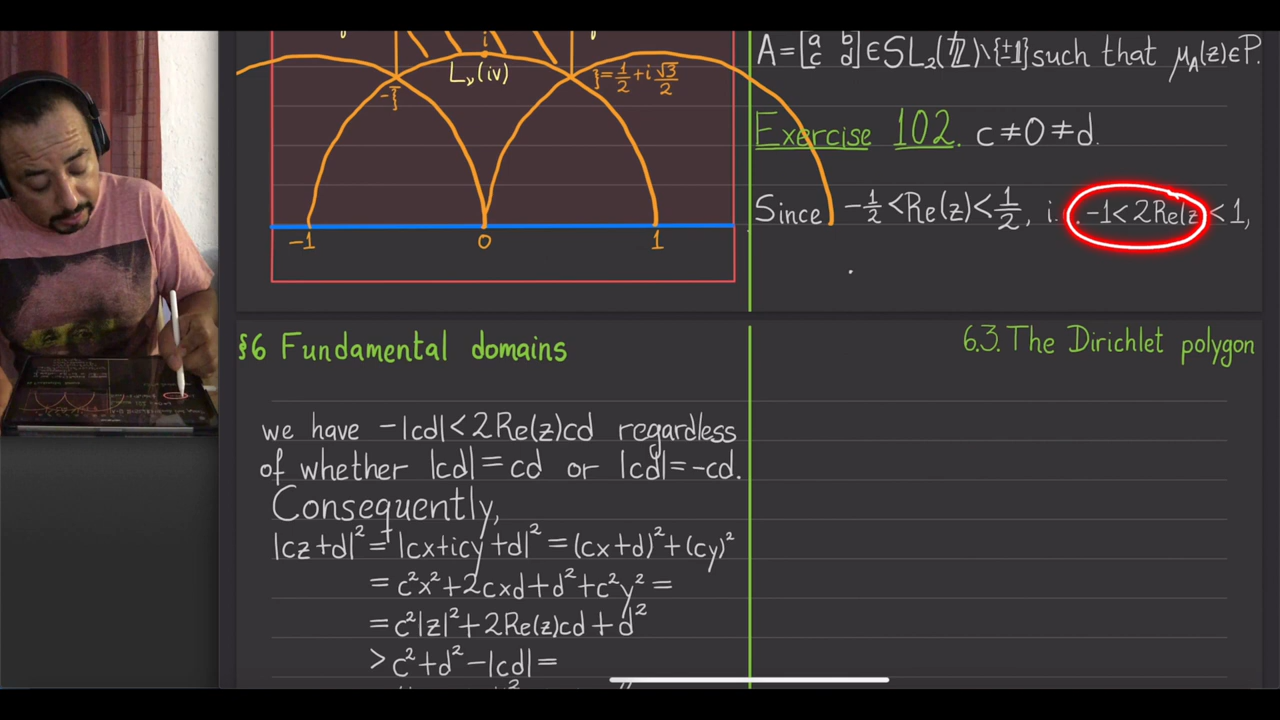 i
L_v(iv)
-ξ̄
ξ=1/2+i√3/2
-1
0
1
A=[a b c d]∈SL₂(ℤ)\{±1} such that μ_A(z)∈P.
Exercise 102. c≠0≠d.
Since -1/2<Re(z)<1/2, i. -1<2Re(z <1,
§6 Fundamental domains
6.3. The Dirichlet polygon
we have -|cd|<2Re(z)cd regardless
of whether |cd|=cd or |cd|=-cd.
Consequently,
|cz+d|²=|cx+icy+d|²=(cx+d)²+(cy)²
=c²x²+2cxd+d²+c²y²=
=c²|z|²+2Re(z)cd+d²
>c²+d²-|cd|=